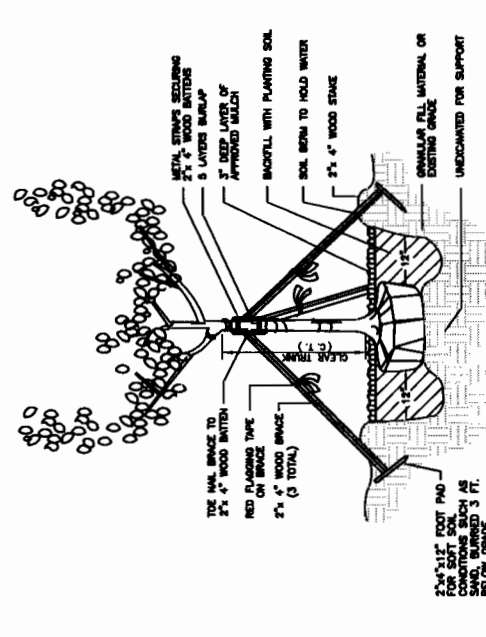 METAL STRAPS SECURING
2"x 4" WOOD BATTENS
5 LAYERS BURLAP
3" DEEP LAYER OF
APPROVED MULCH
BACKFILL WITH PLANTING SOIL
SOIL BERM TO HOLD WATER
2"x 4" WOOD STAKE
GRANULAR FILL MATERIAL OR
EXISTING GRADE
UNEXCAVATED FOR SUPPORT
CLEAR TRUNK
(C.T.)
12"
12"
TOE NAIL BRACE TO
2"x 4" WOOD BATTEN
RED FLAGGING TAPE
ON BRACE
2"x 4" WOOD BRACE
(3 TOTAL)
2"x4"x12" FOOT PAD
FOR SOFT SOIL
CONDITIONS SUCH AS
SAND, BURRIED 3 FT.
BELOW GRADE